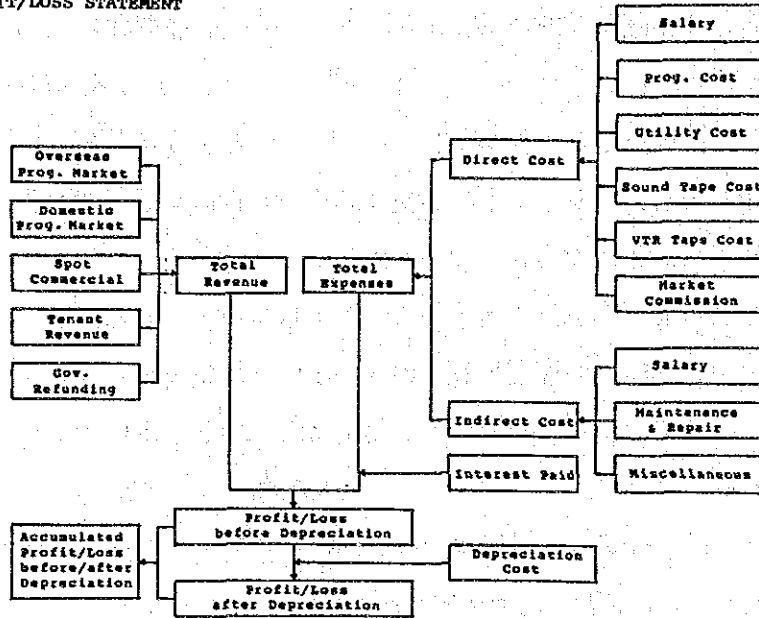 IT/LOSS STATEMENT
Salary
Prog. Cost
Utility Cost
Sound Tape Cost
VTR Taps Cost
Market
Commission
Direct Cost
Overseas
Prog. Market
Domestic
Prog. Market
Spot
Commercial
Tenant
Revenue
Gov.
Refunding
Total
Revenue
Total
Expenses
Salary
Maintenance
& Repair
Miscellaneous
Indirect Cost
Interest Paid
Profit/Loss
before Depreciation
Accumulated
Profit/Loss
before/after
Depreciation
Depreciation
Cost
Profit/Loss
after Depreciation